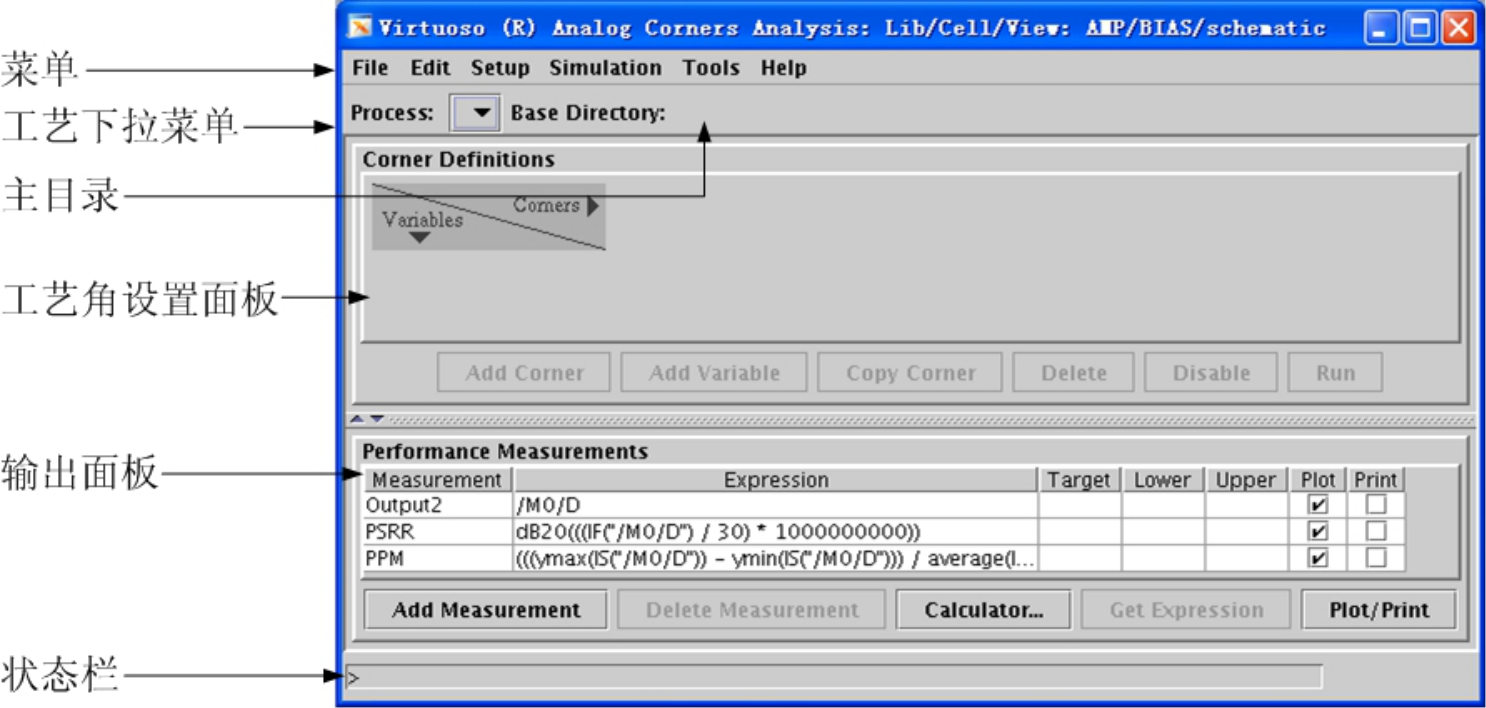 Virtuoso (R) Analog Corners Analysis: Lib/Cell/View: AMP/BIAS/schematic
菜单
File Edit Setup Simulation Tools Help
工艺下拉菜单
Process: Base Directory:
主目录
Corner Definitions
Corners
Variables
工艺角设置面板
Add Corner Add Variable Copy Corner Delete Disable Run
输出面板
Performance Measurements
Measurement Expression Target Lower Upper Plot Print
Output2 /M0/D
PSRR dB20(((IF("/M0/D") / 30) * 1000000000))
PPM (((ymax(IS("/M0/D")) - ymin(IS("/M0/D"))) / average(I...
Add Measurement Delete Measurement Calculator... Get Expression Plot/Print
状态栏
>